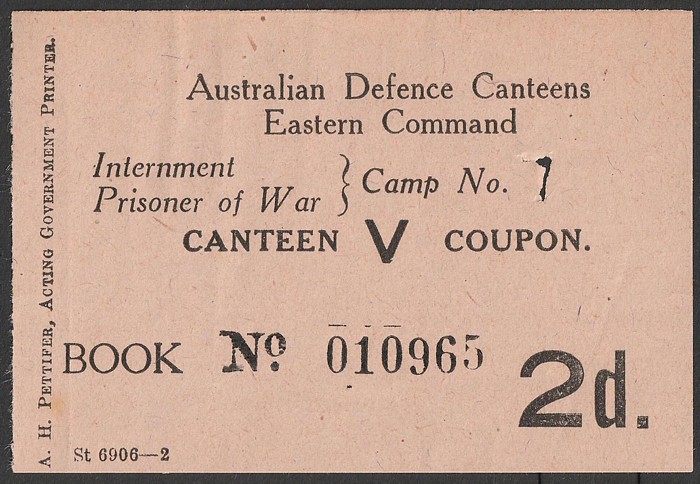 Australian Defence Canteens
Eastern Command
Internment
Prisoner of War } Camp No. 7
CANTEEN V COUPON.
BOOK No. 010965
2d.
St 6906—2
A. H. PETTIFER, ACTING GOVERNMENT PRINTER.